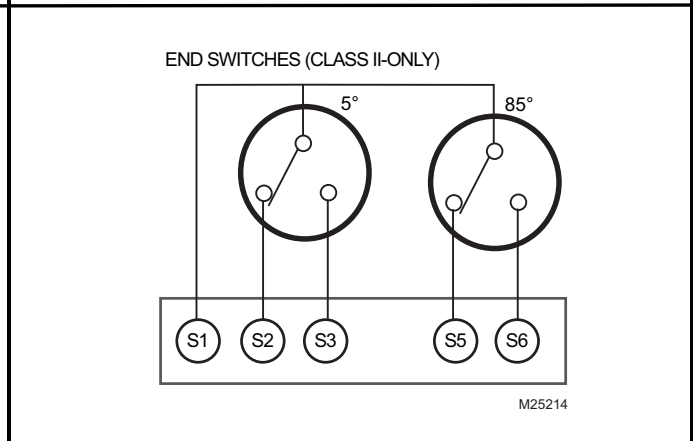 END SWITCHES (CLASS II-ONLY)
5°
85°
S1 S2 S3 S5 S6
M25214